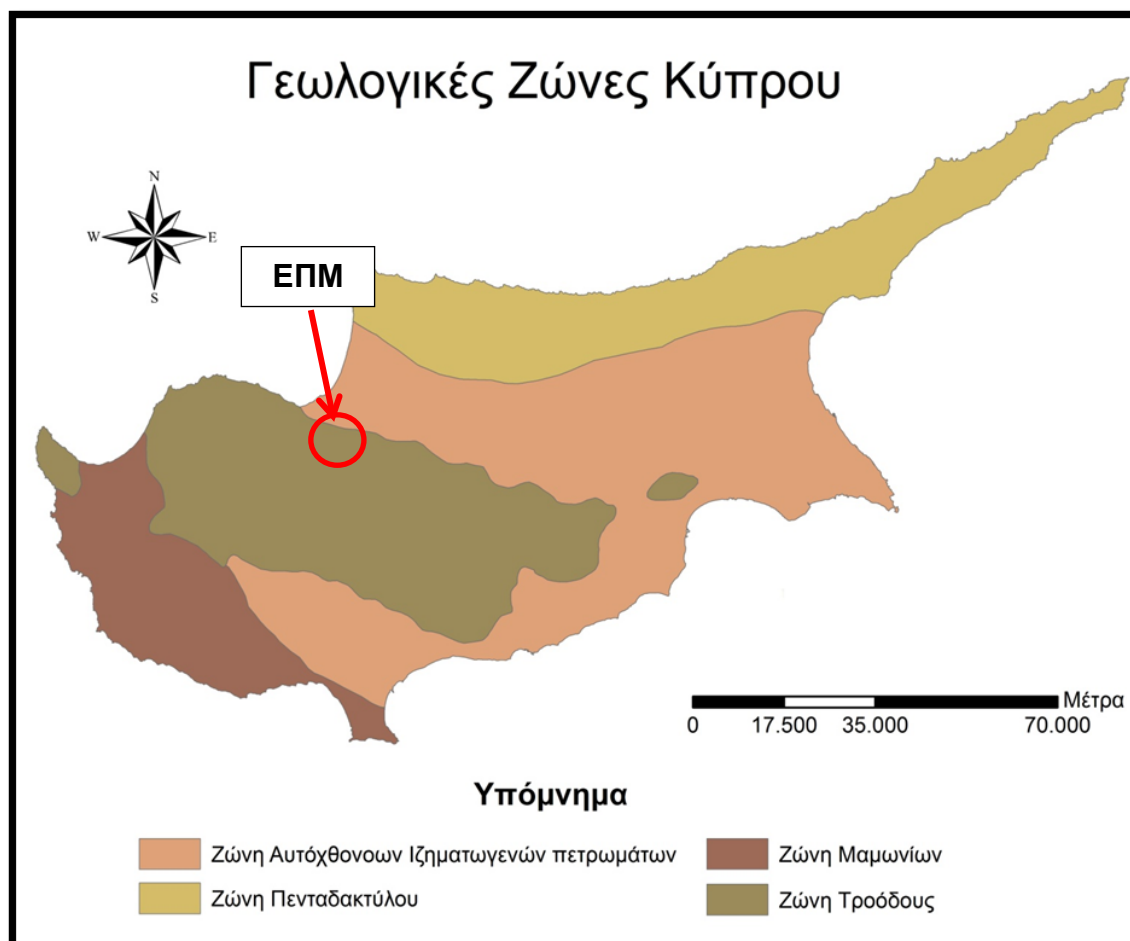 Γεωλογικές Ζώνες Κύπρου
N
W E
S
ΕΠΜ
Μέτρα
0 17.500 35.000 70.000
Υπόμνημα
Ζώνη Αυτόχθονοων Ιζηματωγενών πετρωμάτων
Ζώνη Μαμωνίων
Ζώνη Πενταδακτύλου
Ζώνη Τροόδους